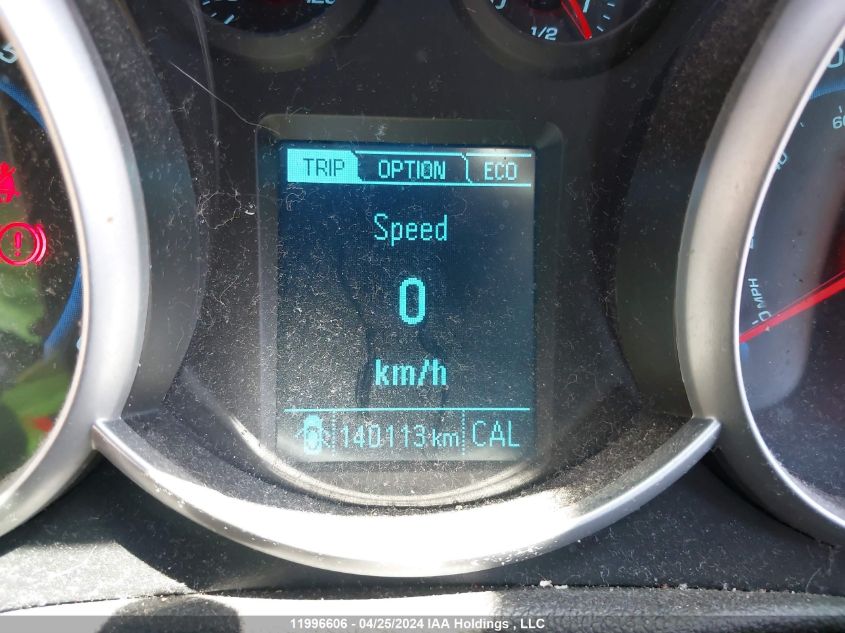 1/2
TRIP OPTION ECO
Speed
0
km/h
140113 km CAL
MPH
11996606 - 04/25/2024 IAA Holdings , LLC